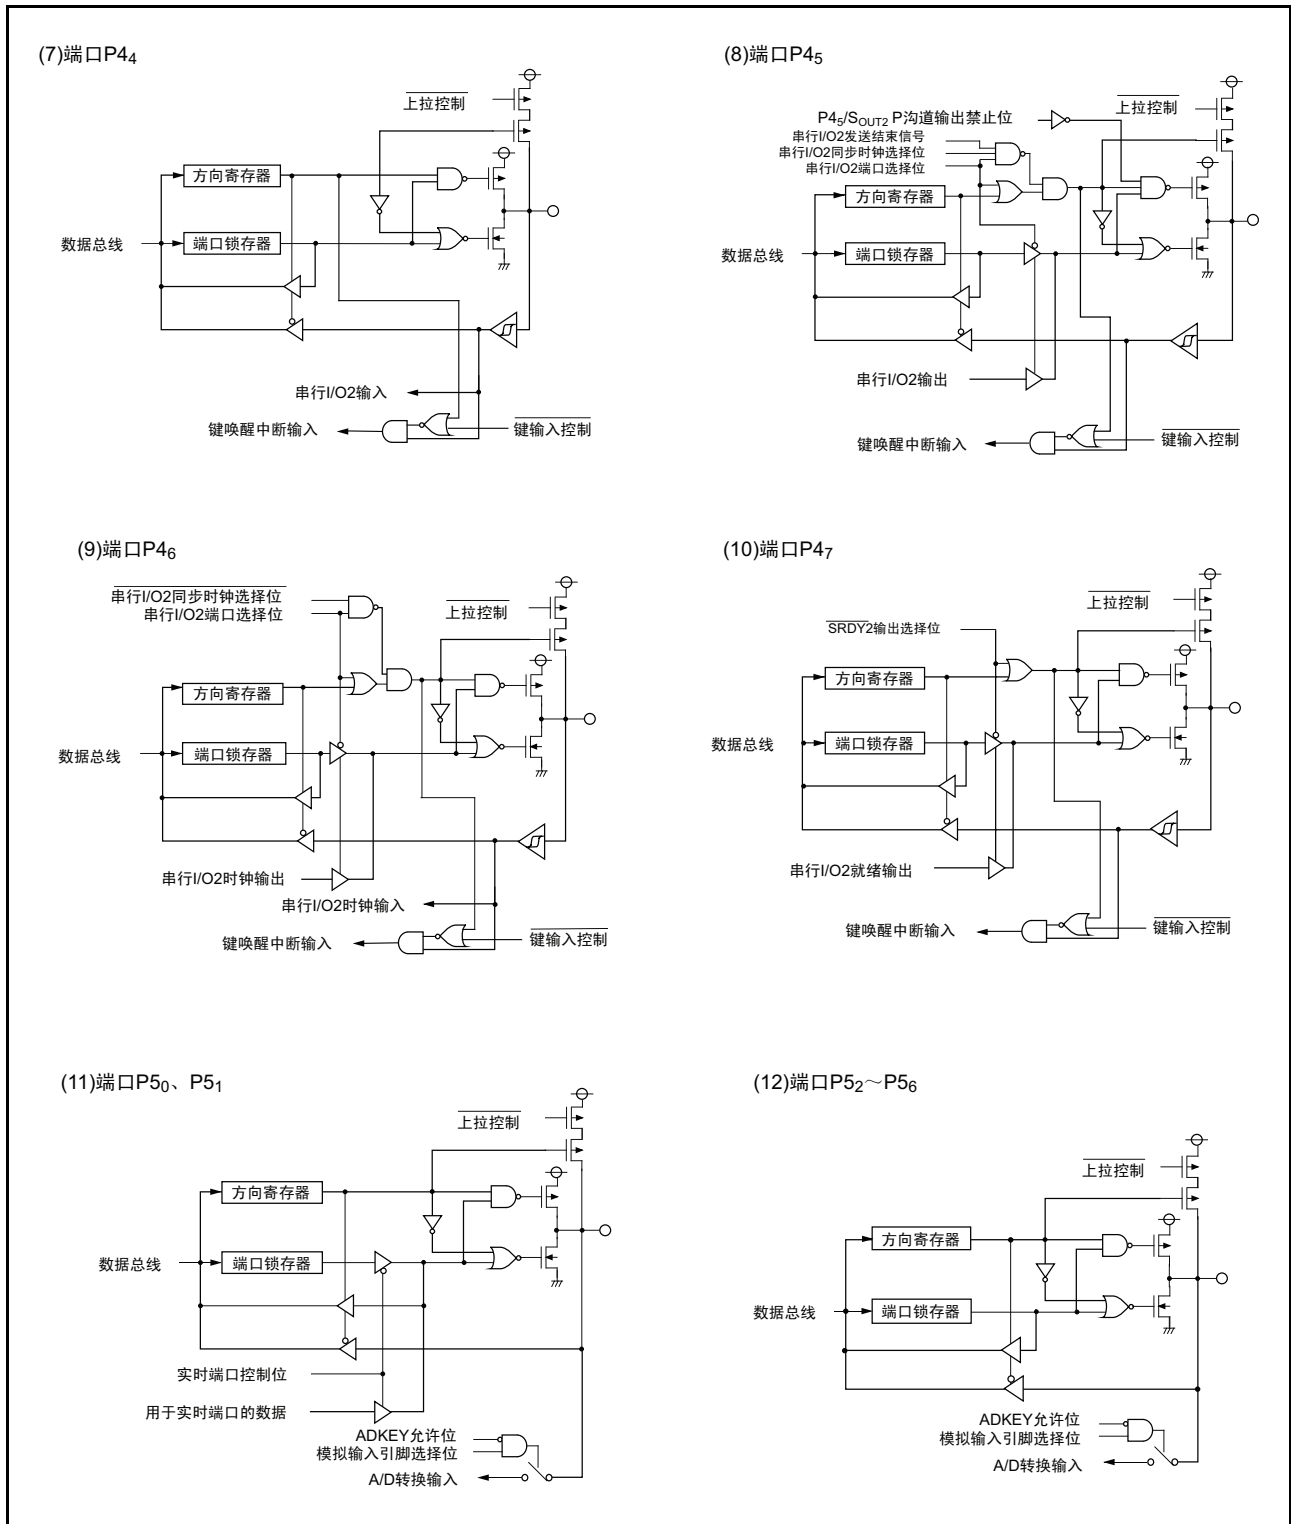 (7)端口P4₄
上拉控制
方向寄存器
数据总线
端口锁存器
串行I/O2输入
键唤醒中断输入
键输入控制
(8)端口P4₅
上拉控制
P4₅/S_OUT2 P沟道输出禁止位
串行I/O2发送结束信号
串行I/O2同步时钟选择位
串行I/O2端口选择位
方向寄存器
数据总线
端口锁存器
串行I/O2输出
键唤醒中断输入
键输入控制
(9)端口P4₆
串行I/O2同步时钟选择位
串行I/O2端口选择位
上拉控制
方向寄存器
数据总线
端口锁存器
串行I/O2时钟输出
串行I/O2时钟输入
键唤醒中断输入
键输入控制
(10)端口P4₇
上拉控制
SRDY2输出选择位
方向寄存器
数据总线
端口锁存器
串行I/O2就绪输出
键唤醒中断输入
键输入控制
(11)端口P5₀、P5₁
上拉控制
方向寄存器
数据总线
端口锁存器
实时端口控制位
用于实时端口的数据
ADKEY允许位
模拟输入引脚选择位
A/D转换输入
(12)端口P5₂～P5₆
上拉控制
方向寄存器
数据总线
端口锁存器
ADKEY允许位
模拟输入引脚选择位
A/D转换输入